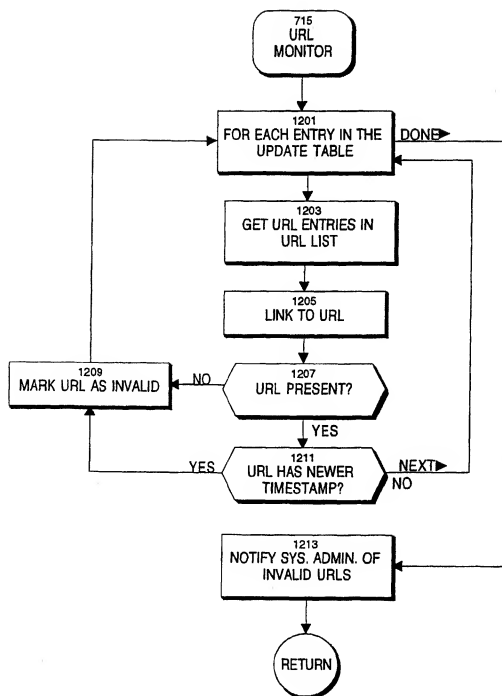 715
URL
MONITOR
1201
FOR EACH ENTRY IN THE
UPDATE TABLE
DONE
1203
GET URL ENTRIES IN
URL LIST
1205
LINK TO URL
1207
URL PRESENT?
NO
1209
MARK URL AS INVALID
YES
1211
URL HAS NEWER
TIMESTAMP?
YES
NEXT
NO
1213
NOTIFY SYS. ADMIN. OF
INVALID URLS
RETURN